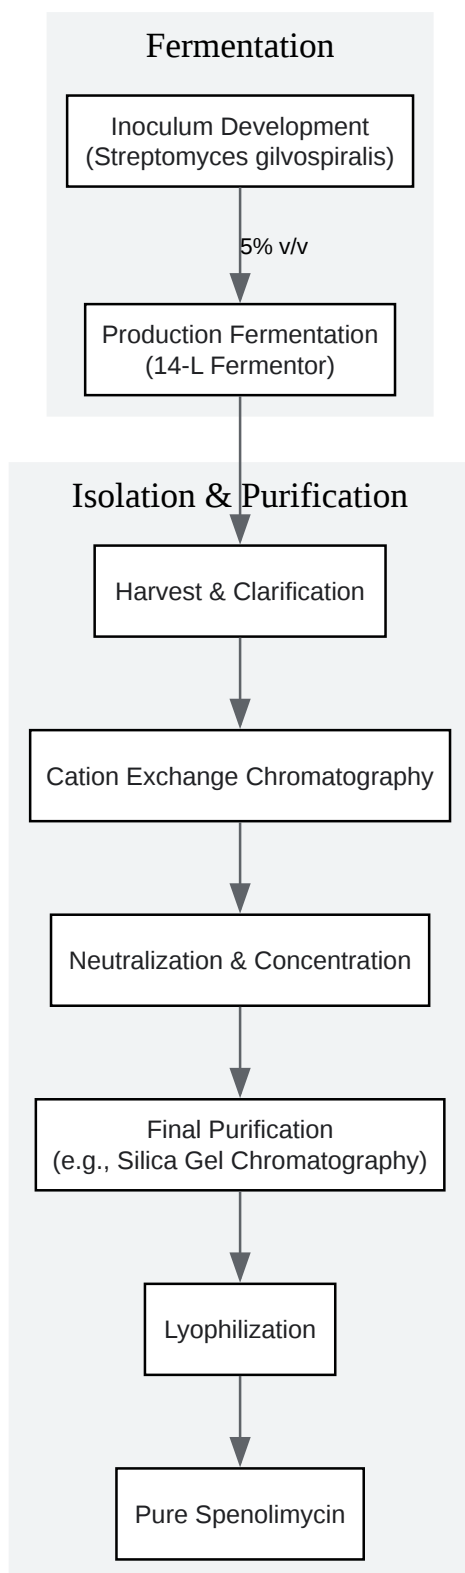 Fermentation
Inoculum Development
(Streptomyces gilvospiralis)
5% v/v
Production Fermentation
(14-L Fermentor)
Isolation & Purification
Harvest & Clarification
Cation Exchange Chromatography
Neutralization & Concentration
Final Purification
(e.g., Silica Gel Chromatography)
Lyophilization
Pure Spenolimycin